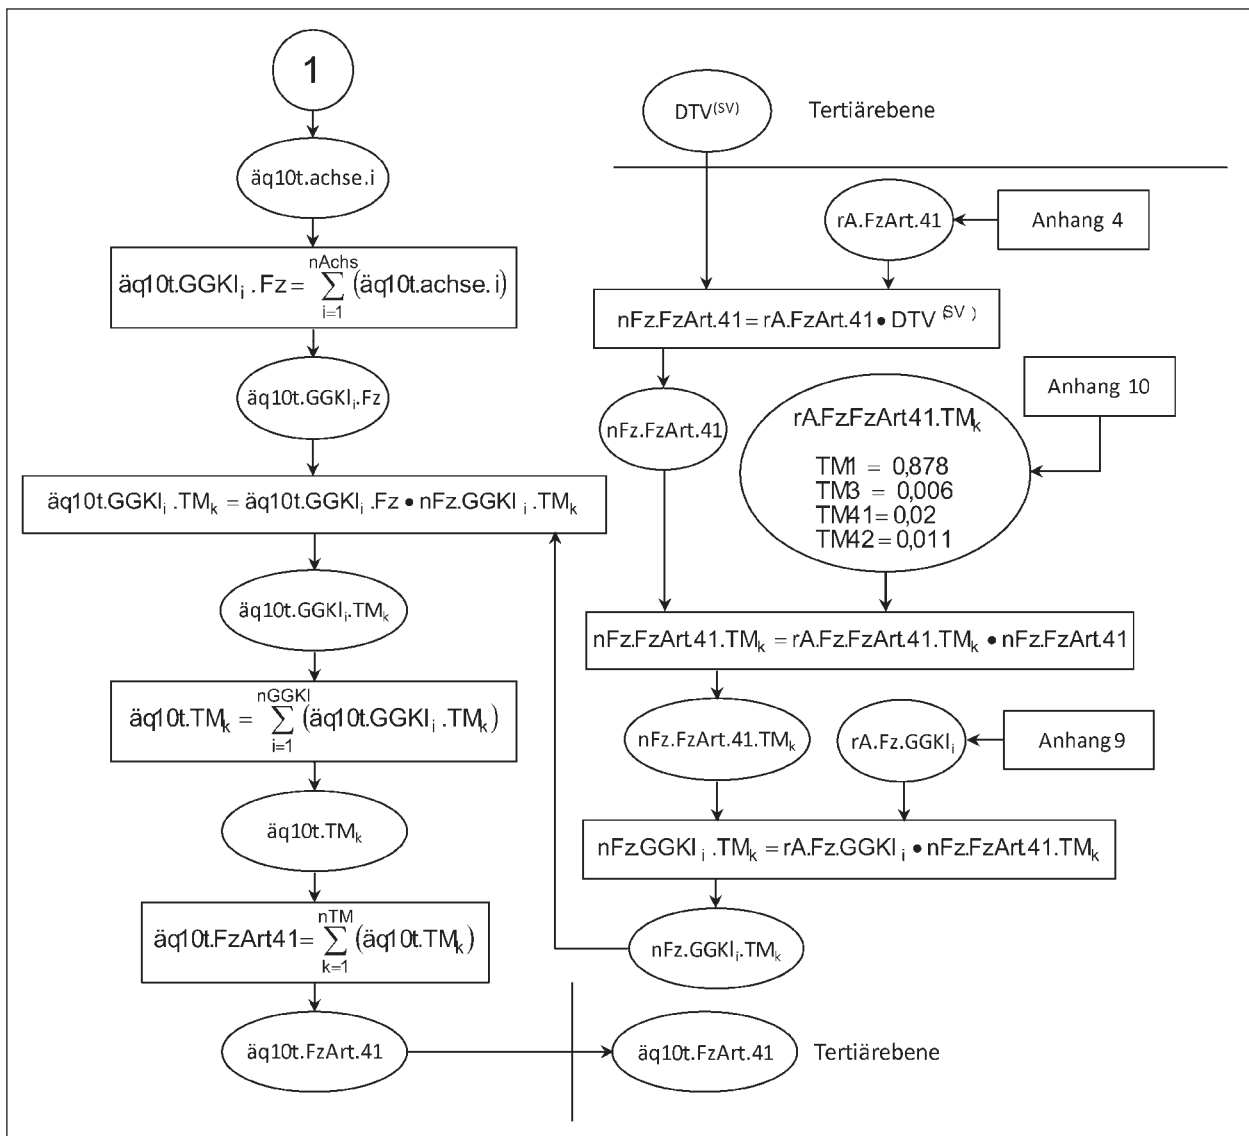 1
äq10t.achse.i
äq10t.GGKl_i.Fz = \sum_{i=1}^{nAchs} (äq10t.achse.i)
äq10t.GGKl_i.Fz
äq10t.GGKl_i.TM_k = äq10t.GGKl_i.Fz • nFz.GGKl_i.TM_k
äq10t.GGKl_i.TM_k
äq10t.TM_k = \sum_{i=1}^{nGGKl} (äq10t.GGKl_i.TM_k)
äq10t.TM_k
äq10t.FzArt41 = \sum_{k=1}^{nTM} (äq10t.TM_k)
äq10t.FzArt.41
DTV^(SV)
Tertiärebene
rA.FzArt.41
Anhang 4
nFz.FzArt.41 = rA.FzArt.41 • DTV^(SV)
nFz.FzArt.41
Anhang 10
rA.Fz.FzArt41.TM_k
TM1 = 0,878
TM3 = 0,006
TM41 = 0,02
TM42 = 0,011
nFz.FzArt.41.TM_k = rA.Fz.FzArt.41.TM_k • nFz.FzArt.41
nFz.FzArt.41.TM_k
rA.Fz.GGKl_i
Anhang 9
nFz.GGKl_i.TM_k = rA.Fz.GGKl_i • nFz.FzArt.41.TM_k
nFz.GGKl_i.TM_k
äq10t.FzArt.41
Tertiärebene